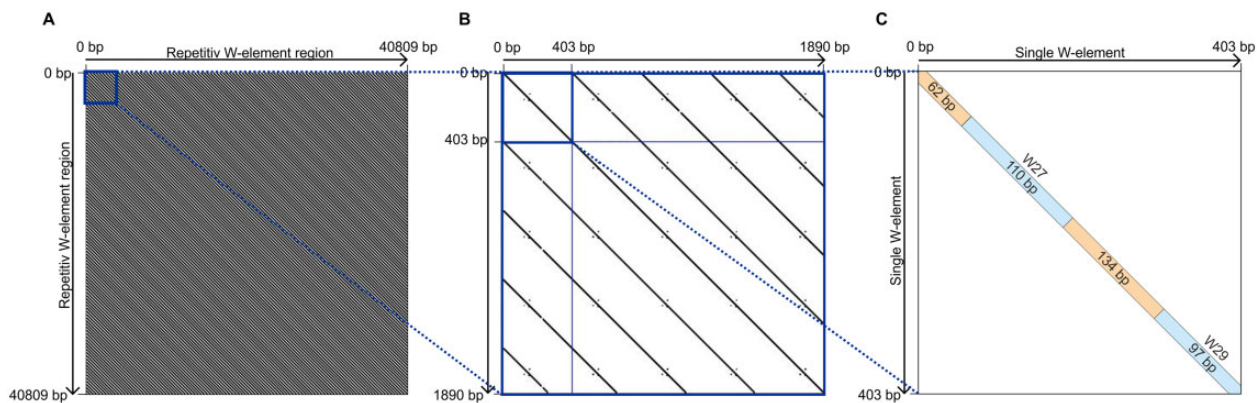 A
0 bp
40809 bp
Repetitiv W-element region
0 bp
Repetitiv W-element region
40809 bp
B
0 bp
403 bp
1890 bp
0 bp
403 bp
1890 bp
C
0 bp
403 bp
Single W-element
0 bp
Single W-element
403 bp
62 bp
W27
110 bp
134 bp
W29
97 bp